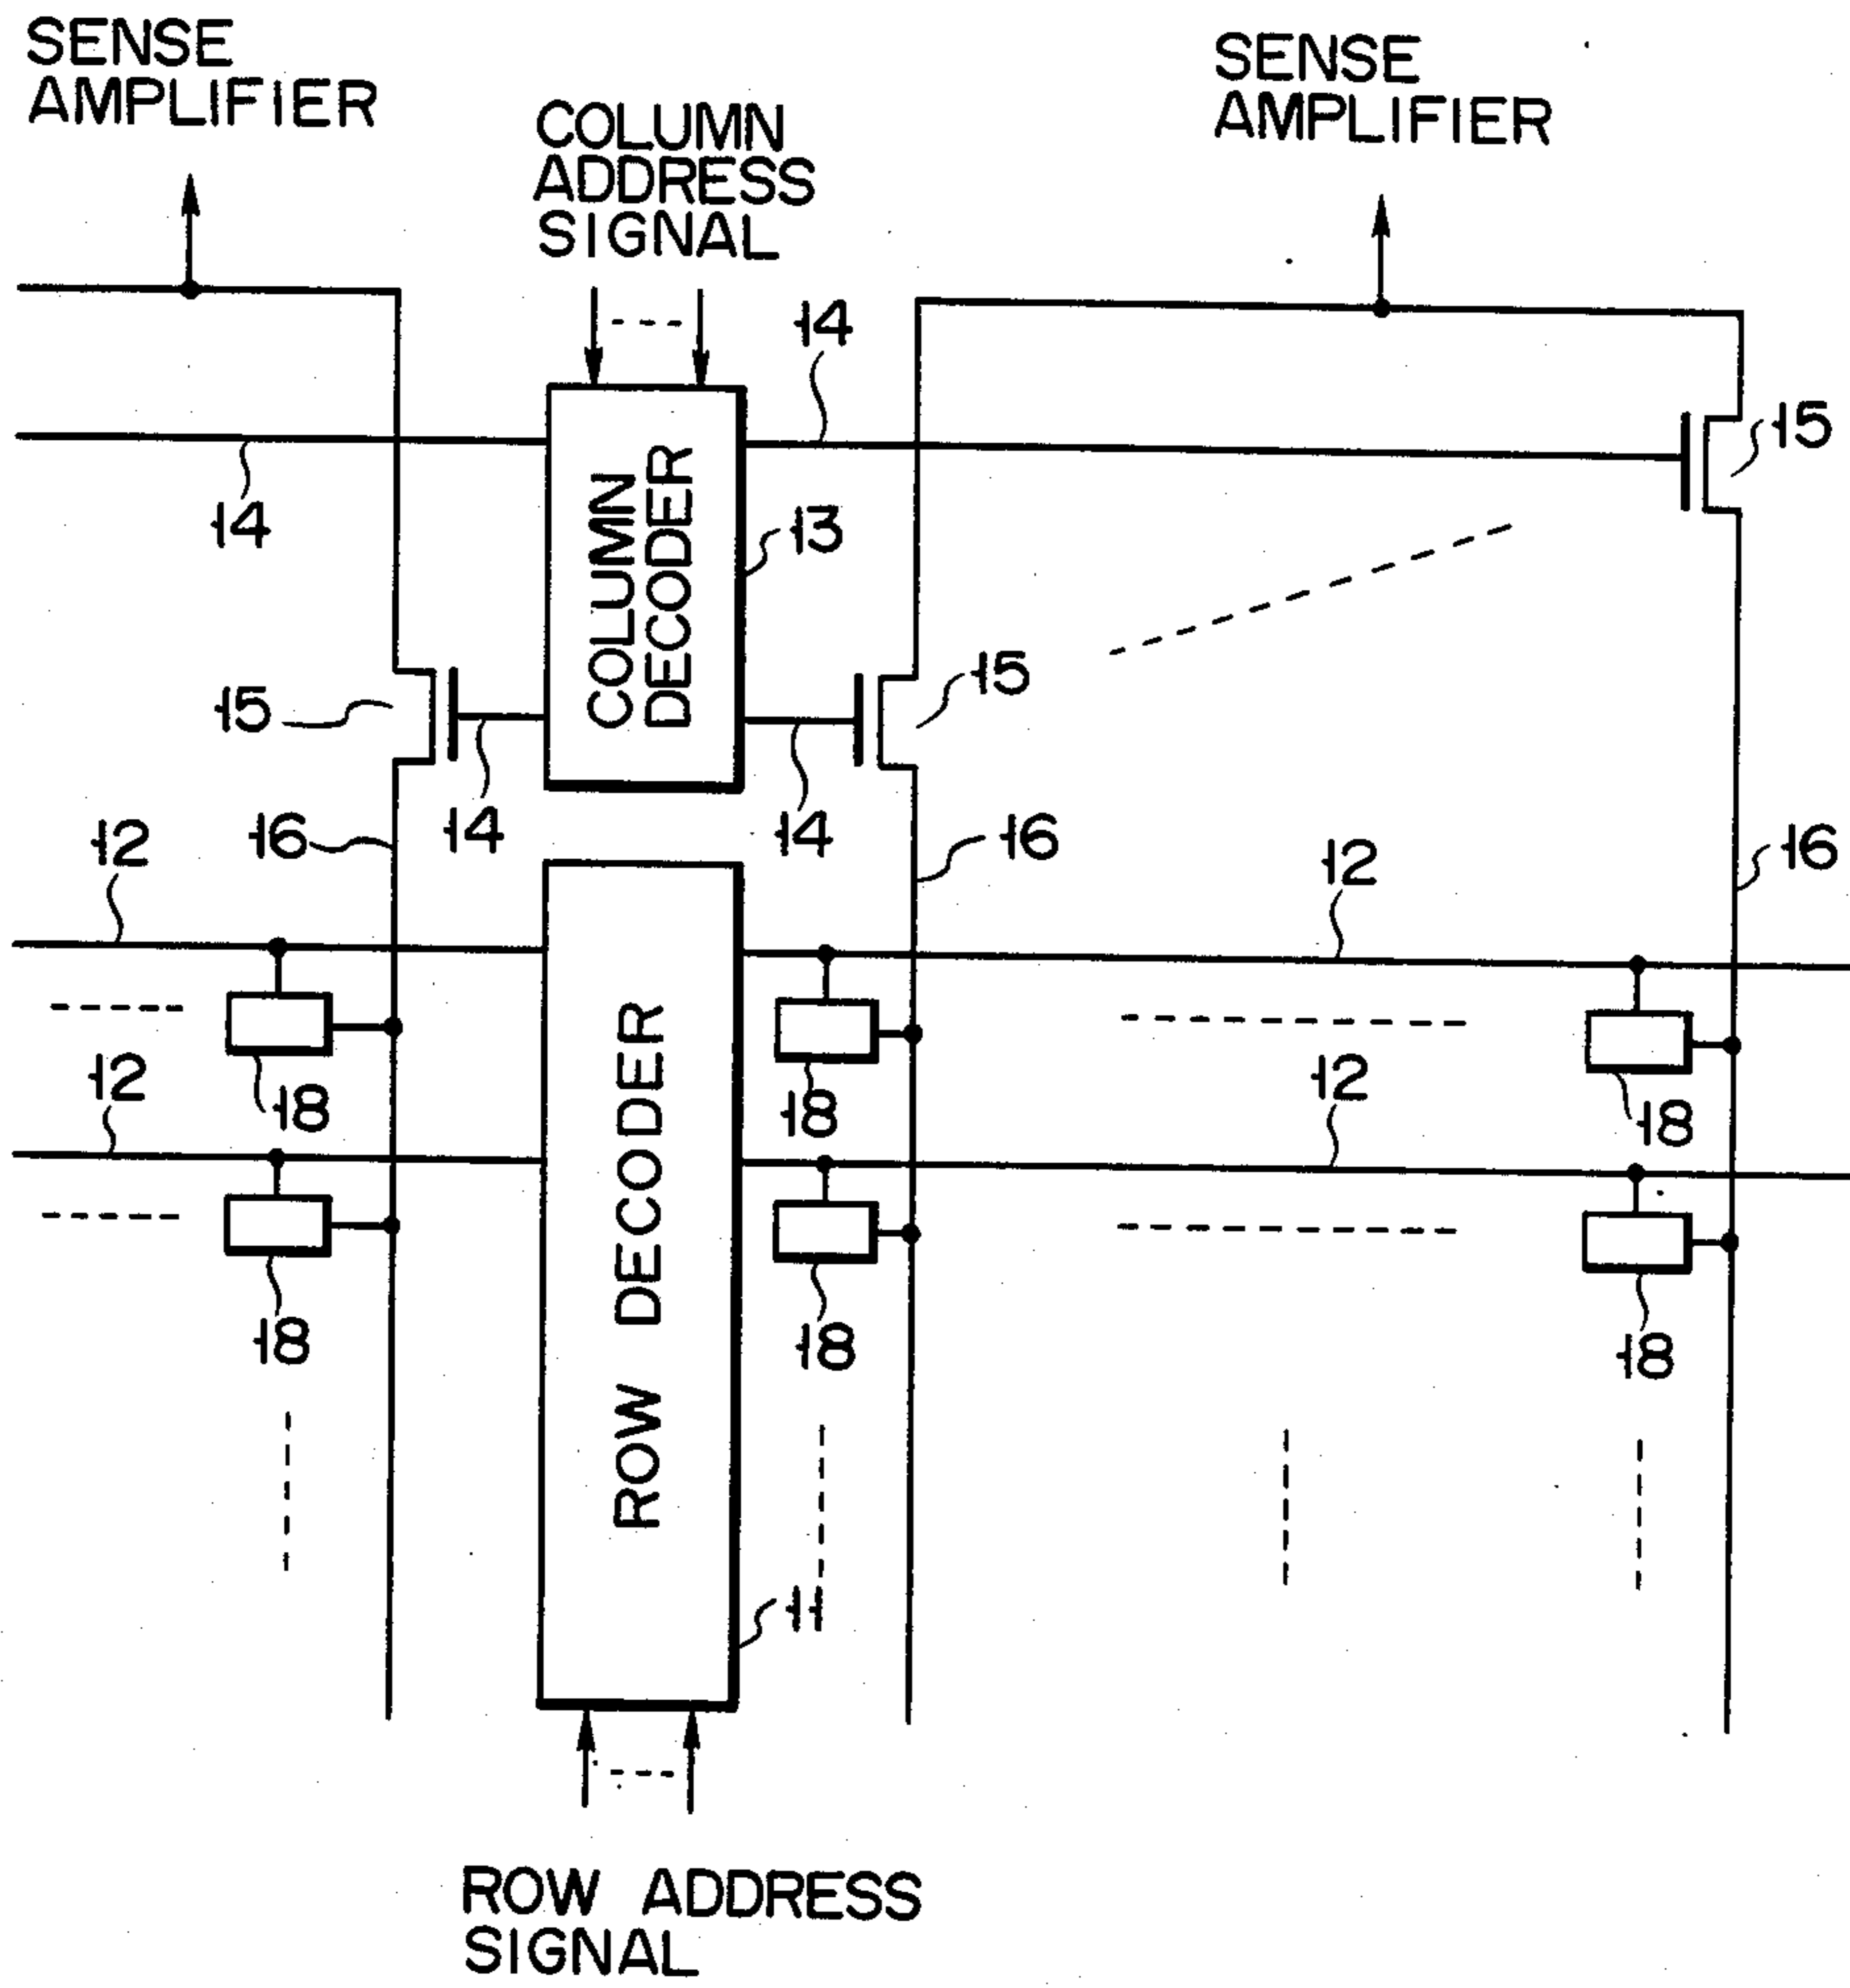 SENSE
AMPLIFIER
SENSE
AMPLIFIER
COLUMN
ADDRESS
SIGNAL
14
15
14
COLUMN
DECODER
13
15
15
14
14
16
16
16
12
12
18
18
18
12
12
18
18
18
ROW DECODER
11
ROW ADDRESS
SIGNAL